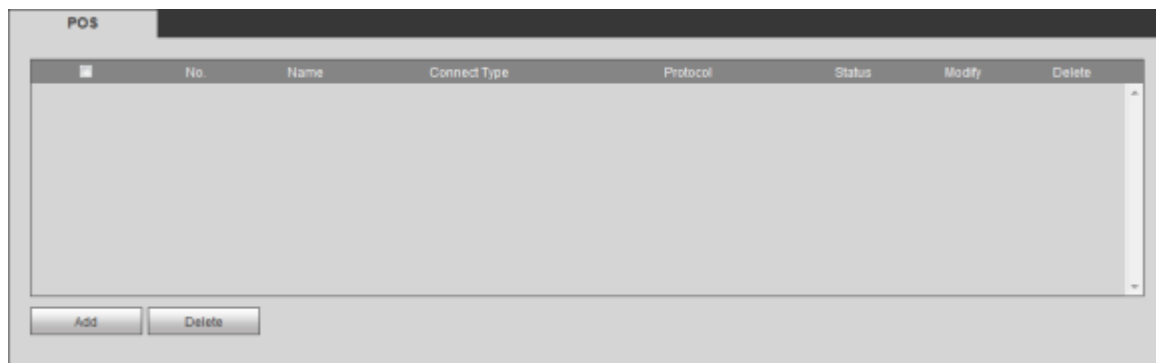 POS
No. Name Connect Type Protocol Status Modify Delete
Add Delete